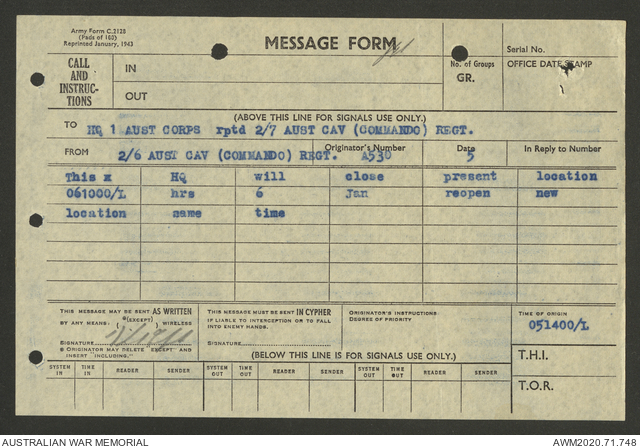 Army Form C.2128
(Pads of 100)
Reprinted January, 1943
MESSAGE FORM
Serial No.
CALL AND INSTRUC- TIONS
IN
OUT
No. of Groups
GR.
OFFICE DATE STAMP
(ABOVE THIS LINE FOR SIGNALS USE ONLY.)
TO HQ 1 AUST CORPS rptd 2/7 AUST CAV (COMMANDO) REGT.
FROM 2/6 AUST CAV (COMMANDO) REGT. Originator's Number A530 Date 5 In Reply to Number
This x HQ will close present location
061000/L hrs 6 Jan reopen new
location same time
THIS MESSAGE MAY BE SENT AS WRITTEN
BY ANY MEANS. *(EXCEPT) WIRELESS
SIGNATURE
* ORIGINATOR MAY DELETE "EXCEPT" AND
INSERT "INCLUDING."
THIS MESSAGE MUST BE SENT IN CYPHER
IF LIABLE TO INTERCEPTION OR TO FALL
INTO ENEMY HANDS.
SIGNATURE
ORIGINATOR'S INSTRUCTIONS
DEGREE OF PRIORITY
TIME OF ORIGIN
051400/L
(BELOW THIS LINE IS FOR SIGNALS USE ONLY.)
T.H.I.
T.O.R.
SYSTEM IN TIME IN READER SENDER SYSTEM OUT TIME OUT READER SENDER SYSTEM OUT TIME OUT READER SENDER
AUSTRALIAN WAR MEMORIAL
AWM2020.71.748